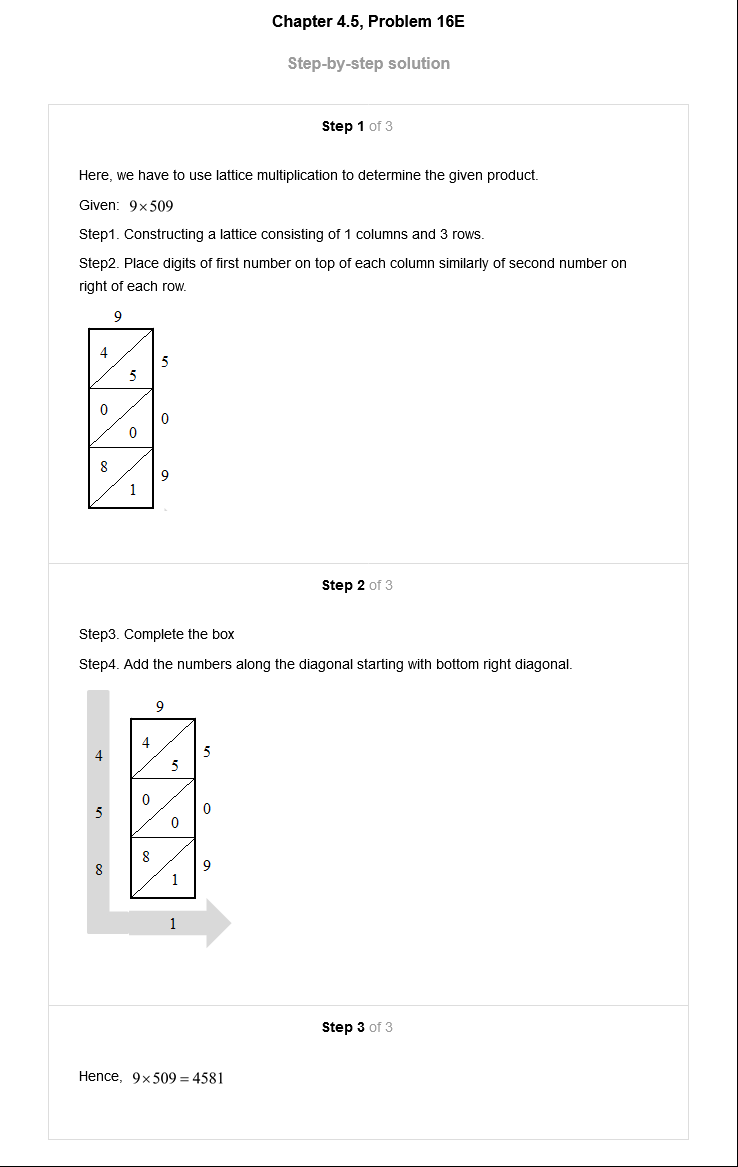 Chapter 4.5, Problem 16E
Step-by-step solution
Step 1 of 3
Here, we have to use lattice multiplication to determine the given product.
Given: 9×509
Step1. Constructing a lattice consisting of 1 columns and 3 rows.
Step2. Place digits of first number on top of each column similarly of second number on
right of each row.
9
4
5
5
0
0
0
8
9
1
Step 2 of 3
Step3. Complete the box
Step4. Add the numbers along the diagonal starting with bottom right diagonal.
9
4
4
5
5
5
0
0
0
8
8
9
1
1
Step 3 of 3
Hence, 9×509=4581